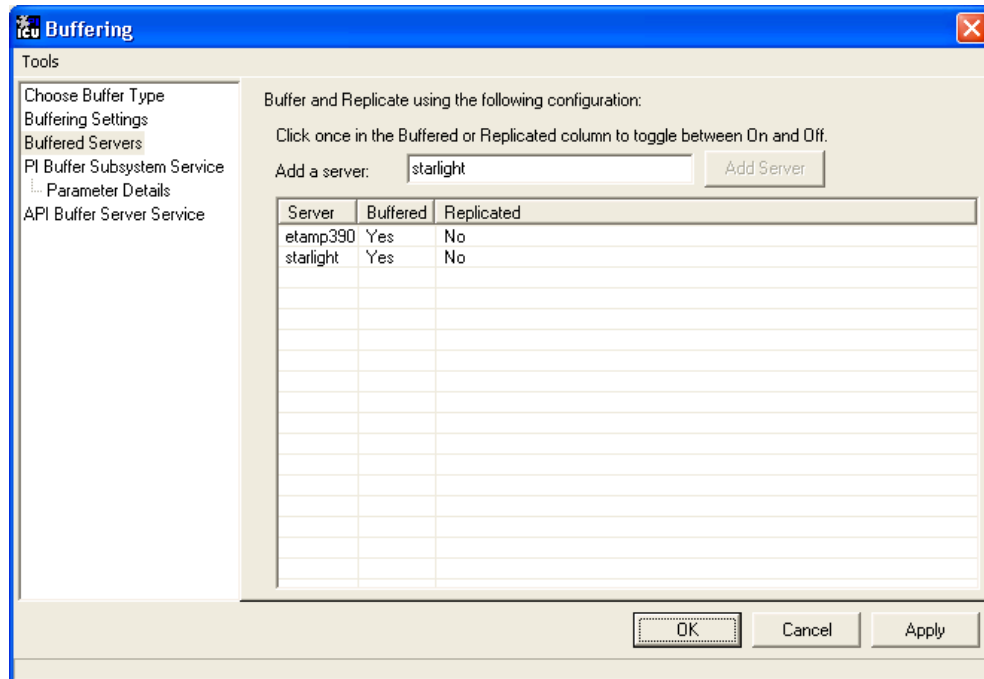 ICU Buffering
Tools
Choose Buffer Type
Buffering Settings
Buffered Servers
PI Buffer Subsystem Service
Parameter Details
API Buffer Server Service
Buffer and Replicate using the following configuration:
Click once in the Buffered or Replicated column to toggle between On and Off.
Add a server: starlight Add Server
Server Buffered Replicated
etamp390 Yes No
starlight Yes No
OK Cancel Apply